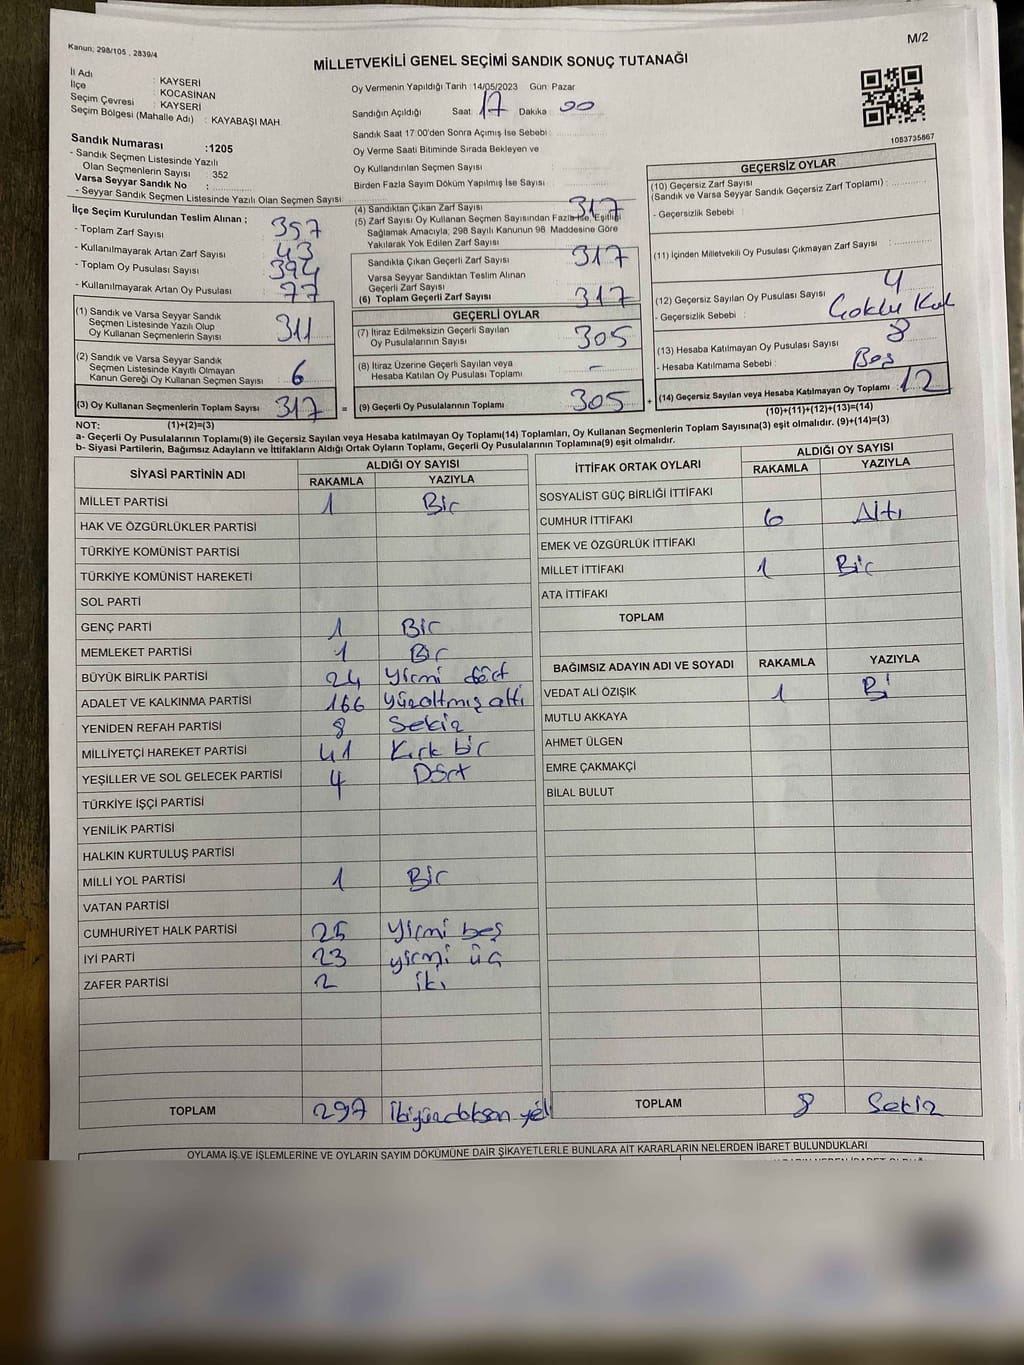 Kanun; 298/105 , 2839/4
M/2
MİLLETVEKİLİ GENEL SEÇİMİ SANDIK SONUÇ TUTANAĞI
İl Adı : KAYSERİ
İlçe : KOCASİNAN
Seçim Çevresi : KAYSERİ
Seçim Bölgesi (Mahalle Adı) : KAYABAŞI MAH.
Sandık Numarası :1205
- Sandık Seçmen Listesinde Yazılı
Olan Seçmenlerin Sayısı : 352
Varsa Seyyar Sandık No :
- Seyyar Sandık Seçmen Listesinde Yazılı Olan Seçmen Sayısı:
Oy Vermenin Yapıldığı Tarih :14/05/2023 Gün: Pazar
Sandığın Açıldığı Saat: 17 Dakika : 00
Sandık Saat 17:00'den Sonra Açımış İse Sebebi :
Oy Verme Saati Bitiminde Sırada Bekleyen ve
Oy Kullandırılan Seçmen Sayısı :
Birden Fazla Sayım Döküm Yapılmış İse Sayısı :
1083735867
İlçe Seçim Kurulundan Teslim Alınan ;
- Toplam Zarf Sayısı : 357
- Kullanılmayarak Artan Zarf Sayısı : 43
- Toplam Oy Pusulası Sayısı : 394
- Kullanılmayarak Artan Oy Pusulası : 77
(1) Sandık ve Varsa Seyyar Sandık
Seçmen Listesinde Yazılı Olup
Oy Kullanan Seçmenlerin Sayısı : 311
(2) Sandık ve Varsa Seyyar Sandık
Seçmen Listesinde Kayıtlı Olmayan
Kanun Gereği Oy Kullanan Seçmen Sayısı : 6
(3) Oy Kullanan Seçmenlerin Toplam Sayısı : 317 =
(4) Sandıktan Çıkan Zarf Sayısı : 317
(5) Zarf Sayısı Oy Kullanan Seçmen Sayısından Fazla ise, Eşitliği
Sağlamak Amacıyla, 298 Sayılı Kanunun 98. Maddesine Göre
Yakılarak Yok Edilen Zarf Sayısı
Sandıkta Çıkan Geçerli Zarf Sayısı 317
Varsa Seyyar Sandıktan Teslim Alınan
Geçerli Zarf Sayısı
(6) Toplam Geçerli Zarf Sayısı 317
GEÇERLİ OYLAR
(7) İtiraz Edilmeksizin Geçerli Sayılan
Oy Pusulalarının Sayısı : 305
(8) İtiraz Üzerine Geçerli Sayılan veya
Hesaba Katılan Oy Pusulası Toplamı : -
(9) Geçerli Oy Pusulalarının Toplamı 305 +
GEÇERSİZ OYLAR
(10) Geçersiz Zarf Sayısı
(Sandık ve Varsa Seyyar Sandık Geçersiz Zarf Toplamı) :
- Geçersizlik Sebebi :
(11) İçinden Milletvekili Oy Pusulası Çıkmayan Zarf Sayısı :
(12) Geçersiz Sayılan Oy Pusulası Sayısı : 4
- Geçersizlik Sebebi : Çoklu Kul
(13) Hesaba Katılmayan Oy Pusulası Sayısı : 8
- Hesaba Katılmama Sebebi : Boş
(14) Geçersiz Sayılan veya Hesaba Katılmayan Oy Toplamı : 12
NOT: (1)+(2)=(3)
(10)+(11)+(12)+(13)=(14)
a- Geçerli Oy Pusulalarının Toplamı(9) ile Geçersiz Sayılan veya Hesaba katılmayan Oy Toplamı(14) Toplamları, Oy Kullanan Seçmenlerin Toplam Sayısına(3) eşit olmalıdır. (9)+(14)=(3)
b- Siyasi Partilerin, Bağımsız Adayların ve İttifakların Aldığı Ortak Oyların Toplamı, Geçerli Oy Pusulalarının Toplamına(9) eşit olmalıdır.
SİYASİ PARTİNİN ADI ALDIĞI OY SAYISI
RAKAMLA YAZIYLA
MİLLET PARTİSİ 1 Bir
HAK VE ÖZGÜRLÜKLER PARTİSİ
TÜRKİYE KOMÜNİST PARTİSİ
TÜRKİYE KOMÜNİST HAREKETİ
SOL PARTİ
GENÇ PARTİ 1 Bir
MEMLEKET PARTİSİ 1 Bir
BÜYÜK BİRLİK PARTİSİ 24 yirmi dört
ADALET VE KALKINMA PARTİSİ 166 yüzaltmış altı
YENİDEN REFAH PARTİSİ 8 Sekiz
MİLLİYETÇİ HAREKET PARTİSİ 41 Kırk bir
YEŞİLLER VE SOL GELECEK PARTİSİ 4 Dört
TÜRKİYE İŞÇİ PARTİSİ
YENİLİK PARTİSİ
HALKIN KURTULUŞ PARTİSİ
MİLLİ YOL PARTİSİ 1 Bir
VATAN PARTİSİ
CUMHURİYET HALK PARTİSİ 25 Yirmi beş
İYİ PARTİ 23 yirmi üç
ZAFER PARTİSİ 2 iki
TOPLAM 297 İkiyüzdoksan yedi
İTTİFAK ORTAK OYLARI ALDIĞI OY SAYISI
RAKAMLA YAZIYLA
SOSYALİST GÜÇ BİRLİĞİ İTTİFAKI
CUMHUR İTTİFAKI 6 Altı
EMEK VE ÖZGÜRLÜK İTTİFAKI
MİLLET İTTİFAKI 1 Bir
ATA İTTİFAKI
TOPLAM
BAĞIMSIZ ADAYIN ADI VE SOYADI RAKAMLA YAZIYLA
VEDAT ALİ ÖZIŞIK 1 Bi
MUTLU AKKAYA
AHMET ÜLGEN
EMRE ÇAKMAKÇİ
BİLAL BULUT
TOPLAM 8 Sekiz
OYLAMA İŞ VE İŞLEMLERİNE VE OYLARIN SAYIM DÖKÜMÜNE DAİR ŞİKAYETLERLE BUNLARA AİT KARARLARIN NELERDEN İBARET BULUNDUKLARI